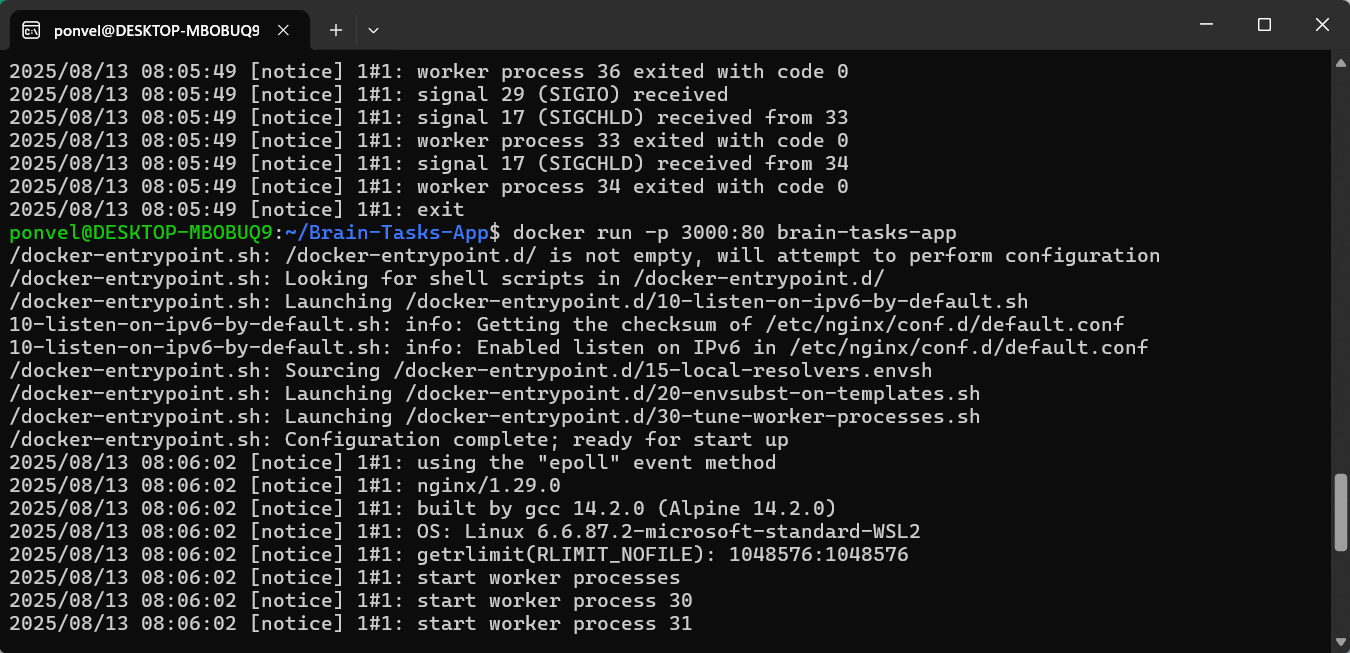 ponvel@DESKTOP-MBOBUQ9
2025/08/13 08:05:49 [notice] 1#1: worker process 36 exited with code 0
2025/08/13 08:05:49 [notice] 1#1: signal 29 (SIGIO) received
2025/08/13 08:05:49 [notice] 1#1: signal 17 (SIGCHLD) received from 33
2025/08/13 08:05:49 [notice] 1#1: worker process 33 exited with code 0
2025/08/13 08:05:49 [notice] 1#1: signal 17 (SIGCHLD) received from 34
2025/08/13 08:05:49 [notice] 1#1: worker process 34 exited with code 0
2025/08/13 08:05:49 [notice] 1#1: exit
ponvel@DESKTOP-MBOBUQ9:~/Brain-Tasks-App$ docker run -p 3000:80 brain-tasks-app
/docker-entrypoint.sh: /docker-entrypoint.d/ is not empty, will attempt to perform configuration
/docker-entrypoint.sh: Looking for shell scripts in /docker-entrypoint.d/
/docker-entrypoint.sh: Launching /docker-entrypoint.d/10-listen-on-ipv6-by-default.sh
10-listen-on-ipv6-by-default.sh: info: Getting the checksum of /etc/nginx/conf.d/default.conf
10-listen-on-ipv6-by-default.sh: info: Enabled listen on IPv6 in /etc/nginx/conf.d/default.conf
/docker-entrypoint.sh: Sourcing /docker-entrypoint.d/15-local-resolvers.envsh
/docker-entrypoint.sh: Launching /docker-entrypoint.d/20-envsubst-on-templates.sh
/docker-entrypoint.sh: Launching /docker-entrypoint.d/30-tune-worker-processes.sh
/docker-entrypoint.sh: Configuration complete; ready for start up
2025/08/13 08:06:02 [notice] 1#1: using the "epoll" event method
2025/08/13 08:06:02 [notice] 1#1: nginx/1.29.0
2025/08/13 08:06:02 [notice] 1#1: built by gcc 14.2.0 (Alpine 14.2.0)
2025/08/13 08:06:02 [notice] 1#1: OS: Linux 6.6.87.2-microsoft-standard-WSL2
2025/08/13 08:06:02 [notice] 1#1: getrlimit(RLIMIT_NOFILE): 1048576:1048576
2025/08/13 08:06:02 [notice] 1#1: start worker processes
2025/08/13 08:06:02 [notice] 1#1: start worker process 30
2025/08/13 08:06:02 [notice] 1#1: start worker process 31